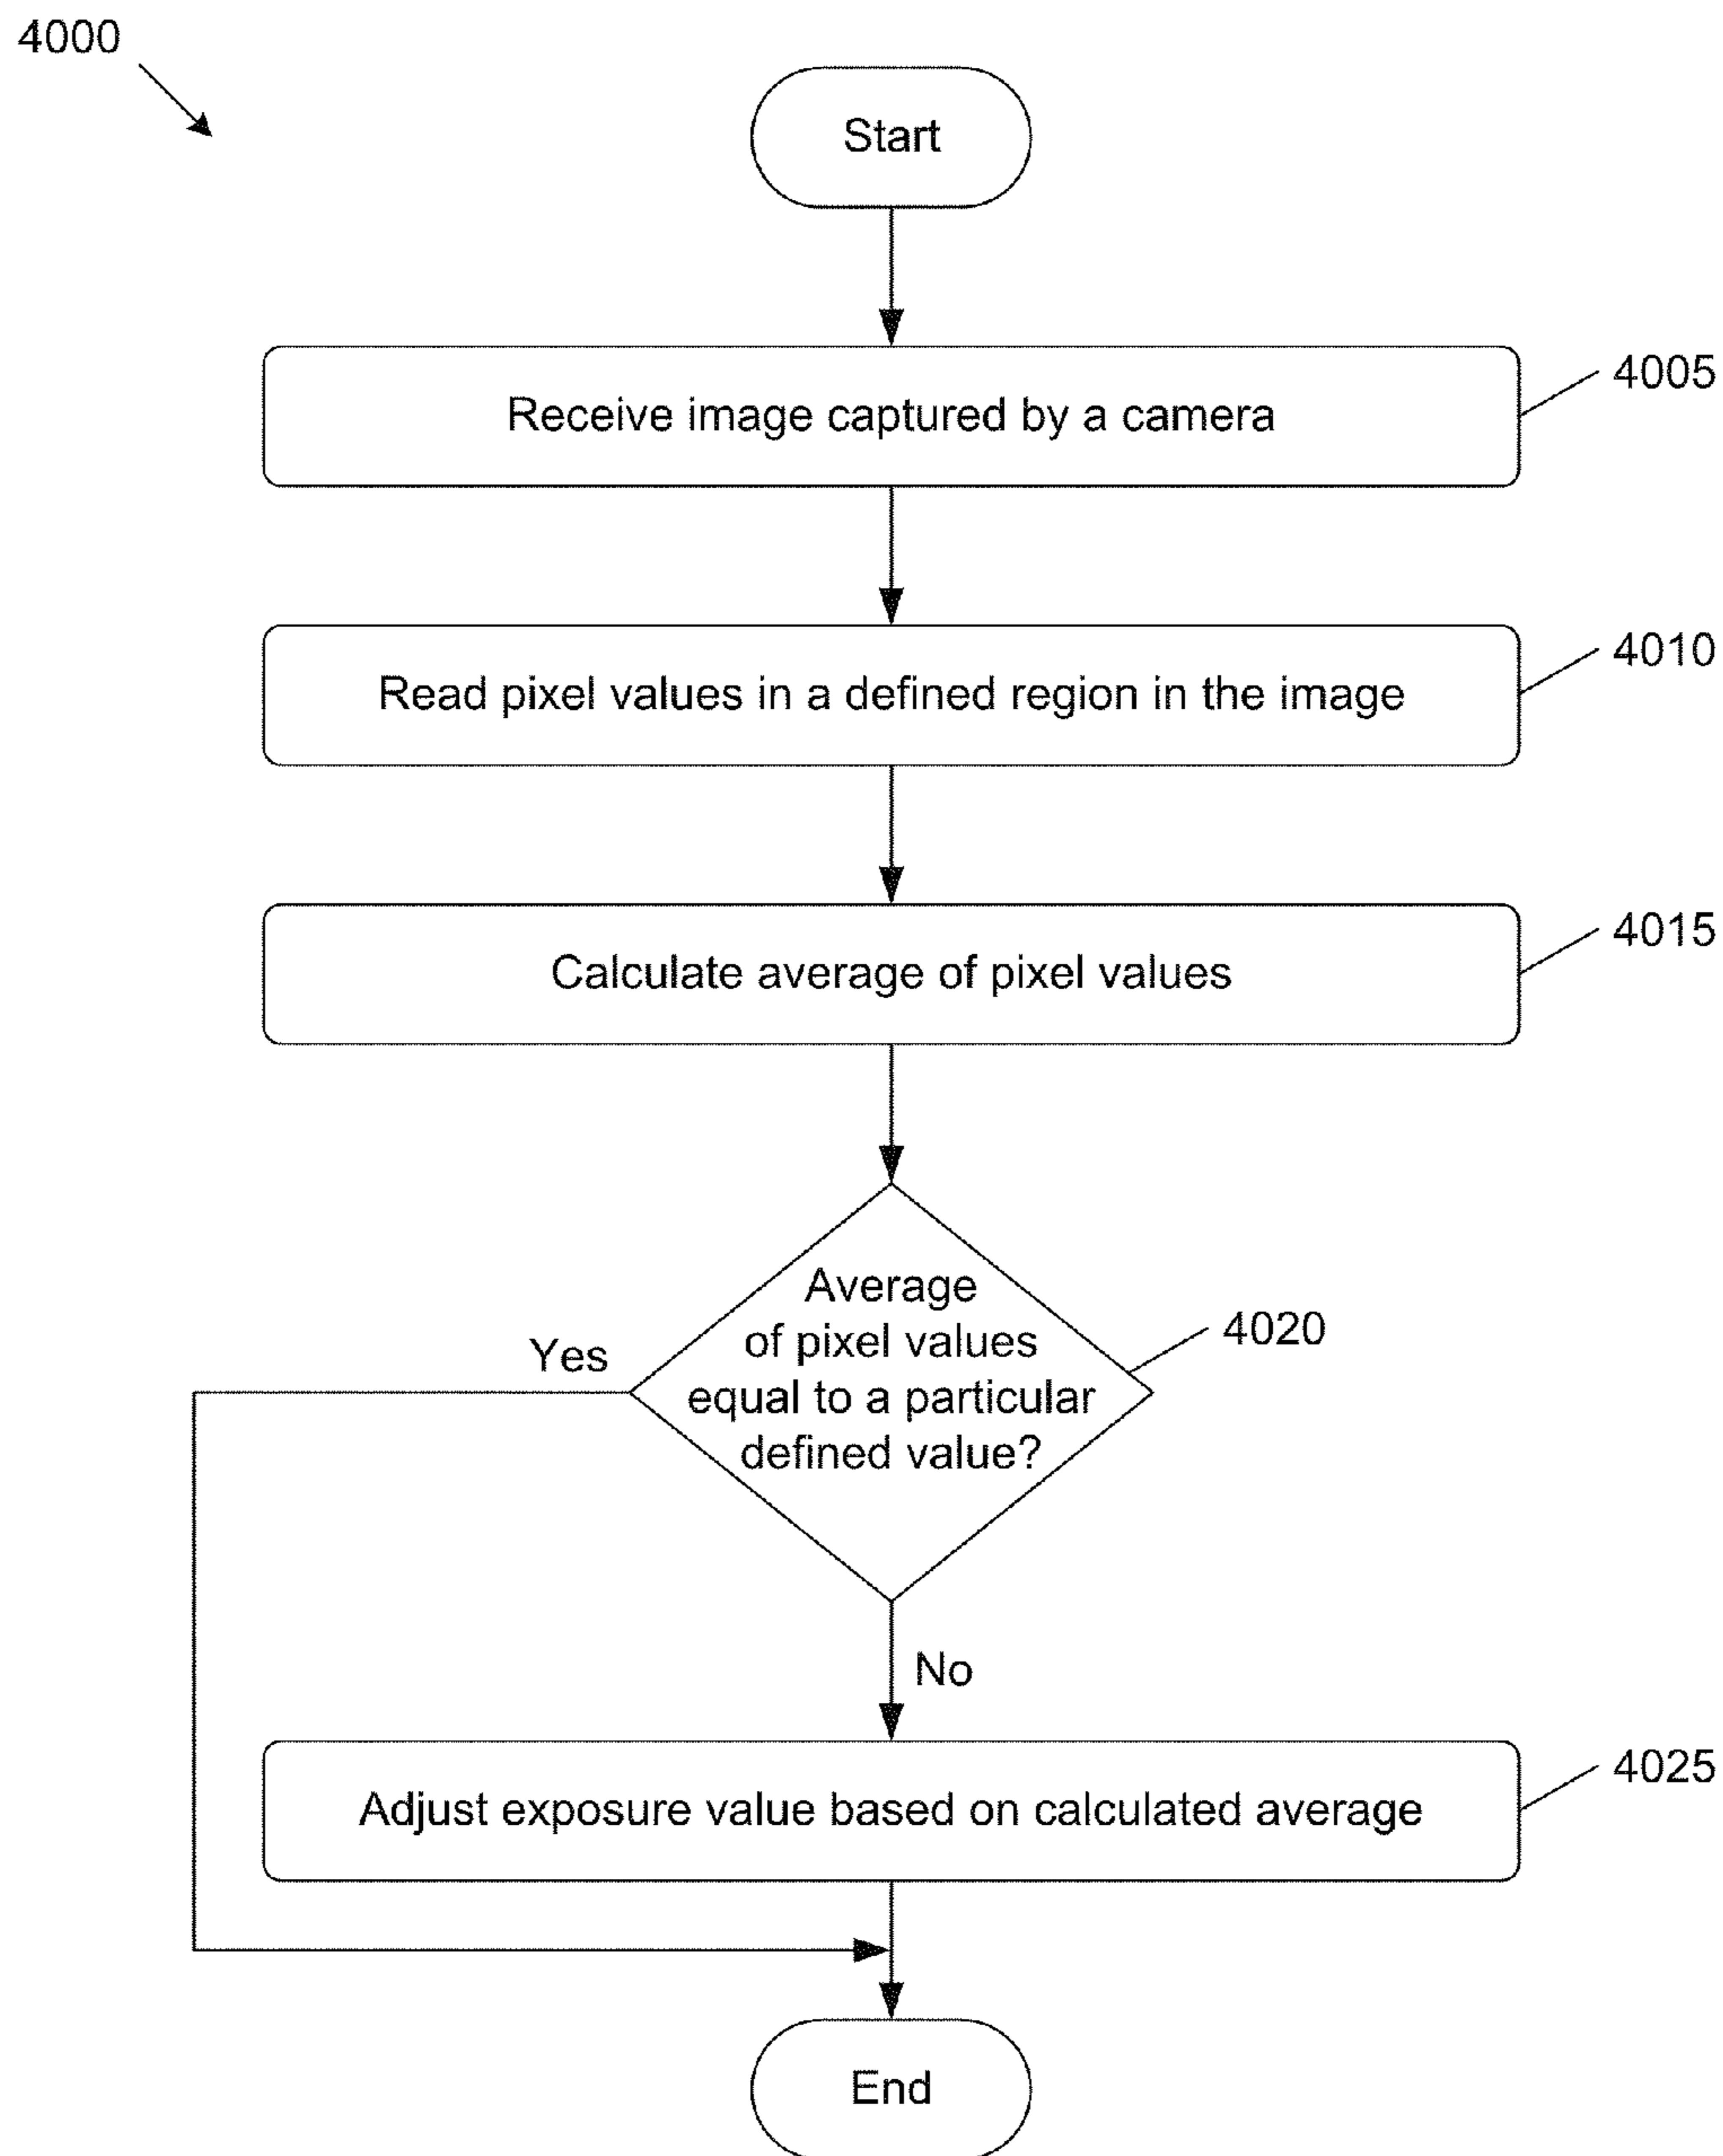 4000
Start
Receive image captured by a camera
4005
Read pixel values in a defined region in the image
4010
Calculate average of pixel values
4015
Average
of pixel values
equal to a particular
defined value?
4020
Yes
No
Adjust exposure value based on calculated average
4025
End